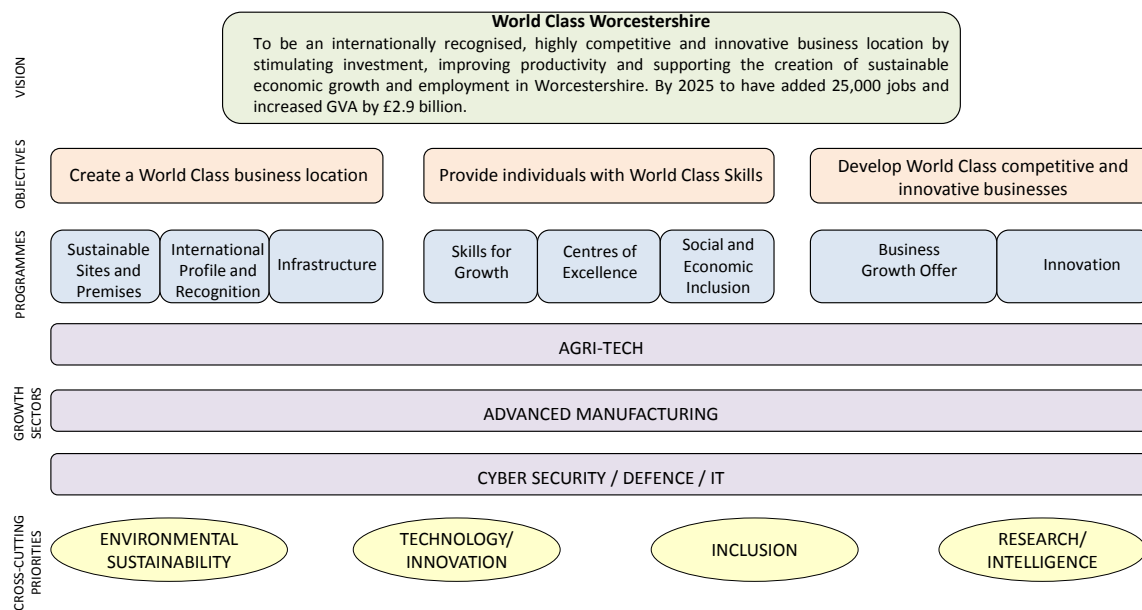 World Class Worcestershire
To be an internationally recognised, highly competitive and innovative business location by
stimulating investment, improving productivity and supporting the creation of sustainable
economic growth and employment in Worcestershire. By 2025 to have added 25,000 jobs and
increased GVA by £2.9 billion.
VISION
OBJECTIVES
Create a World Class business location
Provide individuals with World Class Skills
Develop World Class competitive and
innovative businesses
PROGRAMMES
Sustainable
Sites and
Premises
International
Profile and
Recognition
Infrastructure
Skills for
Growth
Centres of
Excellence
Social and
Economic
Inclusion
Business
Growth Offer
Innovation
GROWTH
SECTORS
AGRI-TECH
ADVANCED MANUFACTURING
CYBER SECURITY / DEFENCE / IT
CROSS-CUTTING
PRIORITIES
ENVIRONMENTAL
SUSTAINABILITY
TECHNOLOGY/
INNOVATION
INCLUSION
RESEARCH/
INTELLIGENCE